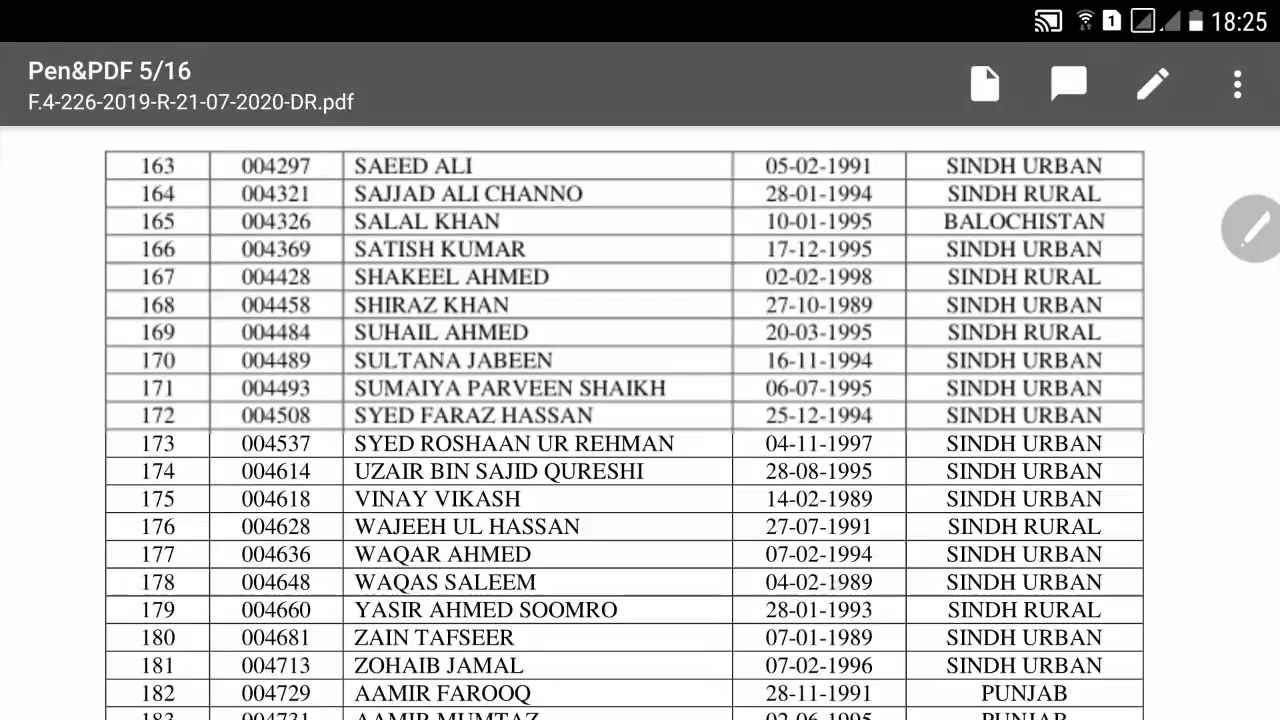 1 18:25
Pen&PDF 5/16
F.4-226-2019-R-21-07-2020-DR.pdf
163 004297 SAEED ALI 05-02-1991 SINDH URBAN
164 004321 SAJJAD ALI CHANNO 28-01-1994 SINDH RURAL
165 004326 SALAL KHAN 10-01-1995 BALOCHISTAN
166 004369 SATISH KUMAR 17-12-1995 SINDH URBAN
167 004428 SHAKEEL AHMED 02-02-1998 SINDH RURAL
168 004458 SHIRAZ KHAN 27-10-1989 SINDH URBAN
169 004484 SUHAIL AHMED 20-03-1995 SINDH RURAL
170 004489 SULTANA JABEEN 16-11-1994 SINDH URBAN
171 004493 SUMAIYA PARVEEN SHAIKH 06-07-1995 SINDH URBAN
172 004508 SYED FARAZ HASSAN 25-12-1994 SINDH URBAN
173 004537 SYED ROSHAAN UR REHMAN 04-11-1997 SINDH URBAN
174 004614 UZAIR BIN SAJID QURESHI 28-08-1995 SINDH URBAN
175 004618 VINAY VIKASH 14-02-1989 SINDH URBAN
176 004628 WAJEEH UL HASSAN 27-07-1991 SINDH RURAL
177 004636 WAQAR AHMED 07-02-1994 SINDH URBAN
178 004648 WAQAS SALEEM 04-02-1989 SINDH URBAN
179 004660 YASIR AHMED SOOMRO 28-01-1993 SINDH RURAL
180 004681 ZAIN TAFSEER 07-01-1989 SINDH URBAN
181 004713 ZOHAIB JAMAL 07-02-1996 SINDH URBAN
182 004729 AAMIR FAROOQ 28-11-1991 PUNJAB
183 004731 AAMIR MUMTAZ 02-06-1995 PUNJAB